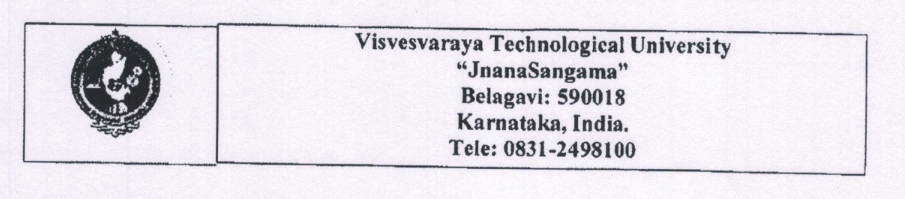 Visvesvaraya Technological University
“JnanaSangama”
Belagavi: 590018
Karnataka, India.
Tele: 0831-2498100